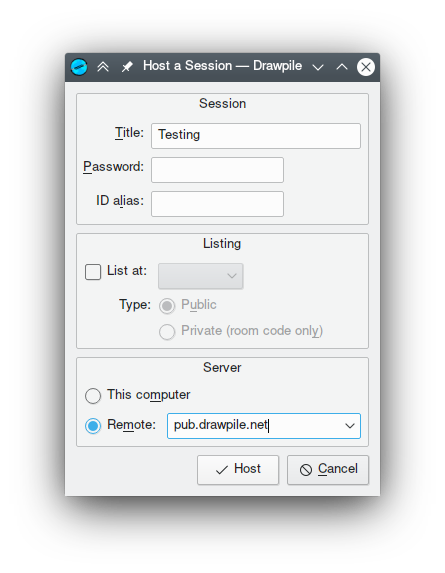 Host a Session — Drawpile
Session
Title: Testing
Password:
ID alias:
Listing
List at:
Type: Public
Private (room code only)
Server
This computer
Remote: pub.drawpile.net
Host Cancel